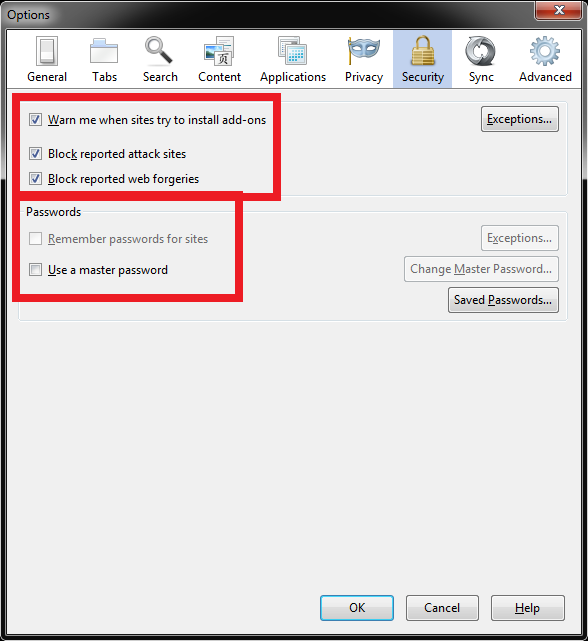 Options
General Tabs Search Content Applications Privacy Security Sync Advanced
Warn me when sites try to install add-ons Exceptions...
Block reported attack sites
Block reported web forgeries
Passwords
Remember passwords for sites Exceptions...
Use a master password Change Master Password...
Saved Passwords...
OK Cancel Help